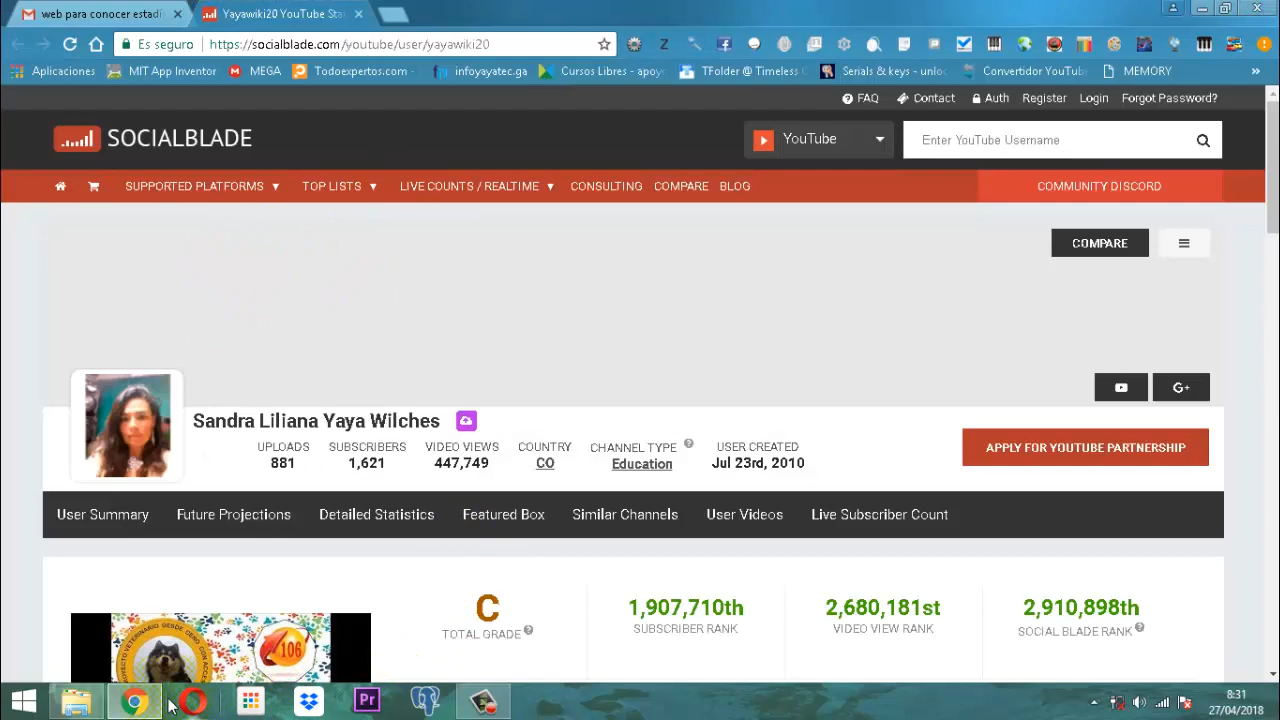 web para conocer estadí
Yayawiki20 YouTube Sta
Es seguro
https://socialblade.com/youtube/user/yayawiki20
Aplicaciones
MIT App Inventor
MEGA
Todoexpertos.com -
infoyayatec.ga
Cursos Libres - apoy
TFolder @ Timeless
Serials & keys - unlo
Convertidor YouTub
MEMORY
FAQ
Contact
Auth
Register
Login
Forgot Password?
SOCIALBLADE
YouTube
Enter YouTube Username
SUPPORTED PLATFORMS
TOP LISTS
LIVE COUNTS / REALTIME
CONSULTING
COMPARE
BLOG
COMMUNITY DISCORD
COMPARE
G+
Sandra Liliana Yaya Wilches
UPLOADS
SUBSCRIBERS
VIDEO VIEWS
COUNTRY
CHANNEL TYPE
USER CREATED
881
1,621
447,749
CO
Education
Jul 23rd, 2010
APPLY FOR YOUTUBE PARTNERSHIP
User Summary
Future Projections
Detailed Statistics
Featured Box
Similar Channels
User Videos
Live Subscriber Count
C
1,907,710th
2,680,181st
2,910,898th
TOTAL GRADE
SUBSCRIBER RANK
VIDEO VIEW RANK
SOCIAL BLADE RANK
106
Pr
8:31
27/04/2018